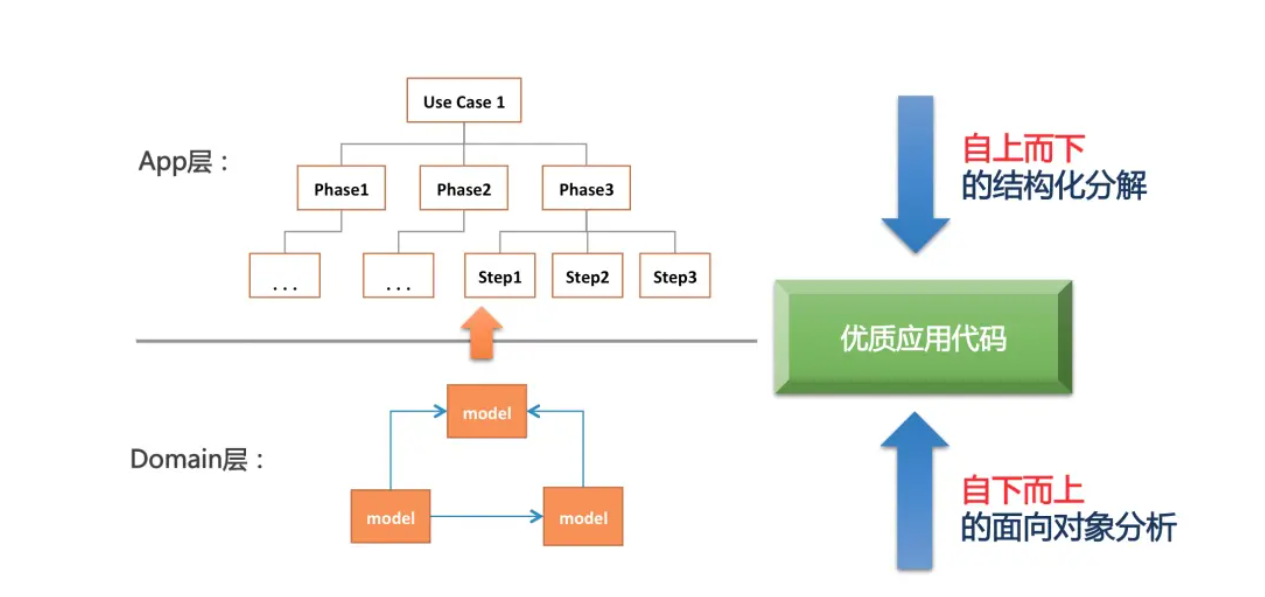 Use Case 1
App层：
Phase1
Phase2
Phase3
...
...
Step1
Step2
Step3
自上而下
的结构化分解
优质应用代码
model
Domain层：
model
model
自下而上
的面向对象分析